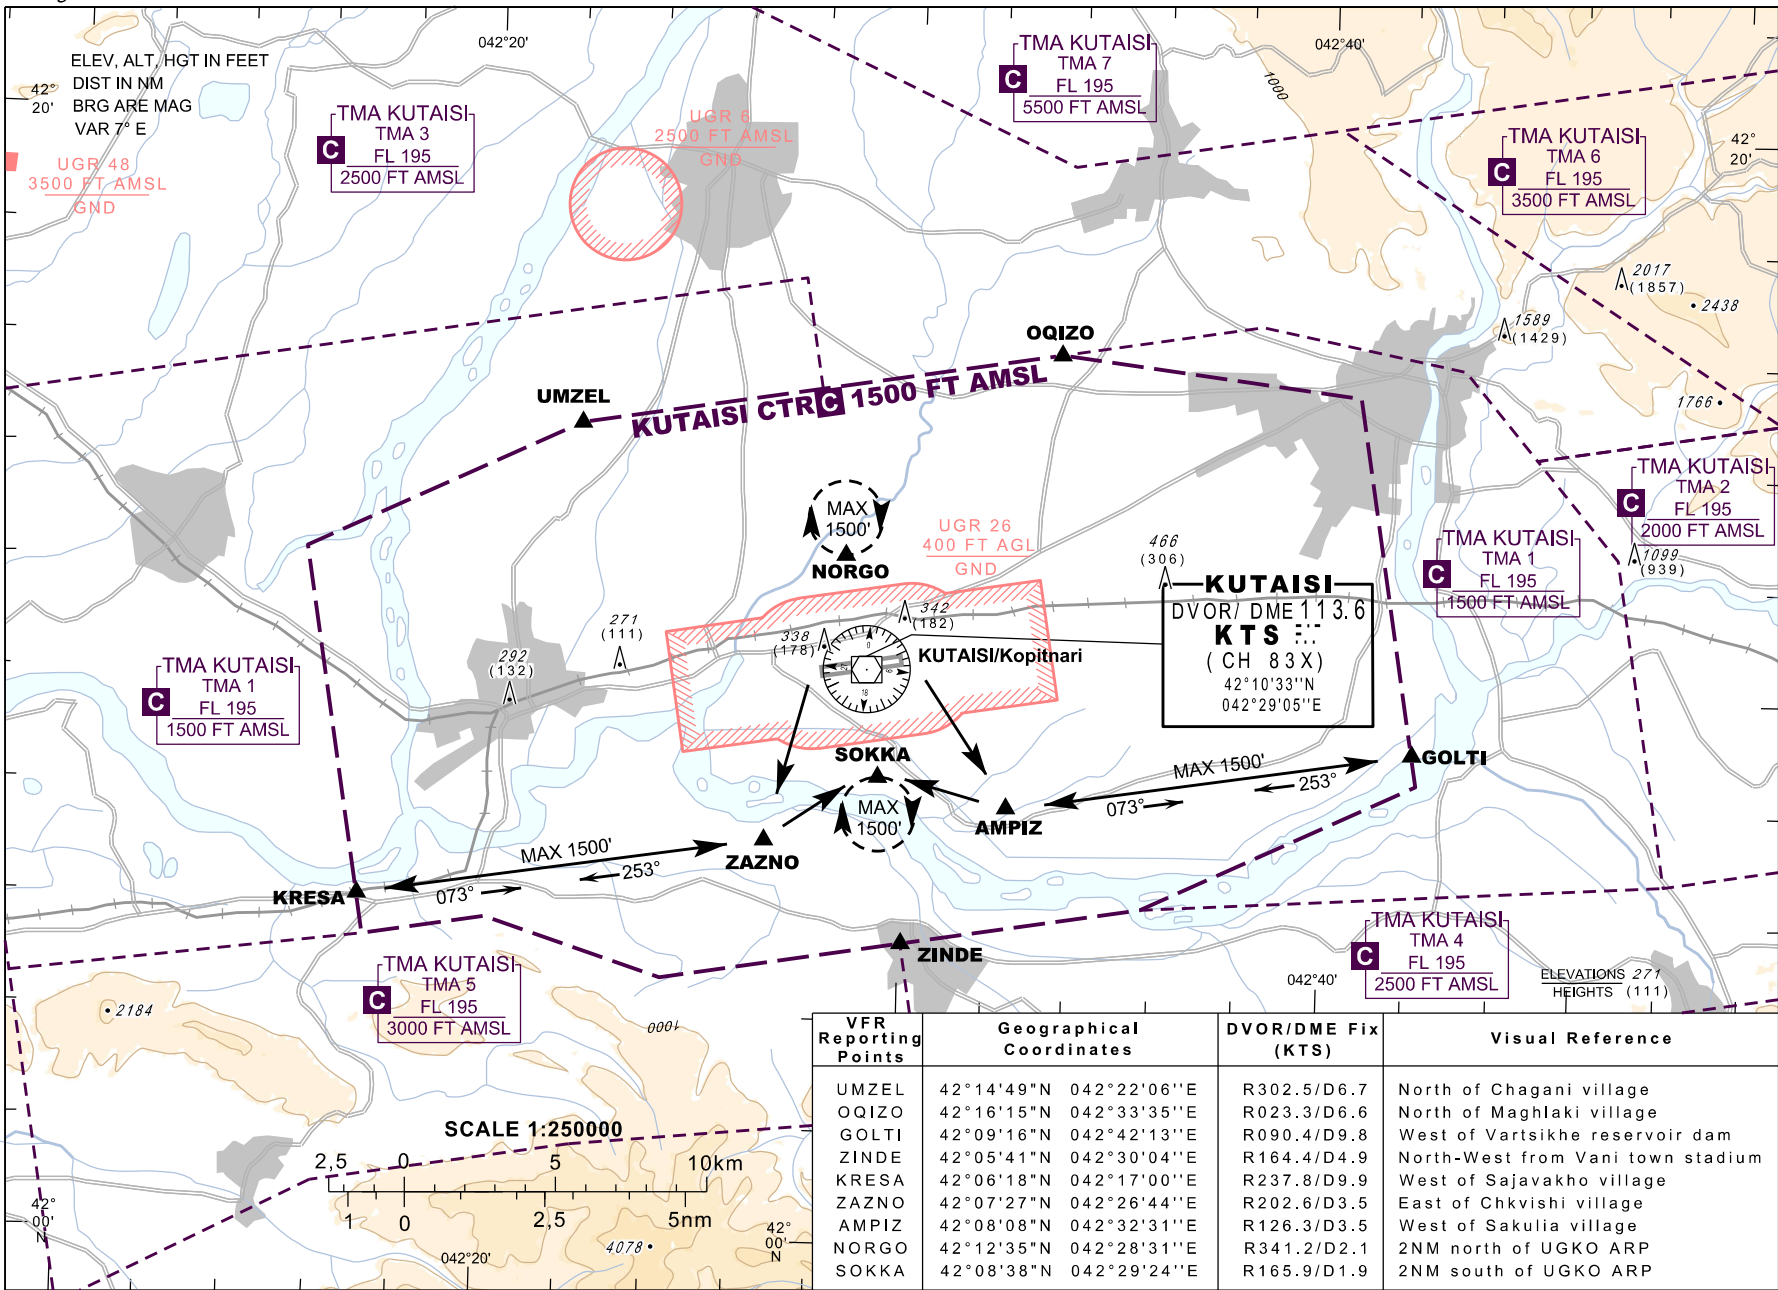 ELEV, ALT, HGT IN FEET
DIST IN NM
BRG ARE MAG
VAR 7° E
42°
20'
042°20'
042°40'
1000
TMA KUTAISI
TMA 3
C
FL 195
2500 FT AMSL
UGR 48
3500 FT AMSL
GND
UGR 6
2500 FT AMSL
GND
TMA KUTAISI
TMA 7
C
FL 195
5500 FT AMSL
TMA KUTAISI
TMA 6
C
FL 195
3500 FT AMSL
42°
20'
2017
(1857)
2438
1589
(1429)
1766
OQIZO
UMZEL
KUTAISI CTR C 1500 FT AMSL
TMA KUTAISI
TMA 2
C
FL 195
2000 FT AMSL
1099
(939)
TMA KUTAISI
TMA 1
C
FL 195
1500 FT AMSL
MAX
1500'
NORGO
UGR 26
400 FT AGL
GND
466
(306)
KUTAISI
DVOR/ DME 113.6
KTS
(CH 83X)
42°10'33''N
042°29'05''E
271
(111)
292
(132)
338
(178)
342
(182)
KUTAISI/Kopitnari
TMA KUTAISI
TMA 1
C
FL 195
1500 FT AMSL
SOKKA
MAX
1500'
GOLTI
MAX 1500'
073°
253°
AMPIZ
ZAZNO
MAX 1500'
073°
253°
KRESA
ZINDE
TMA KUTAISI
TMA 5
C
FL 195
3000 FT AMSL
TMA KUTAISI
TMA 4
C
FL 195
2500 FT AMSL
042°40'
ELEVATIONS 271
HEIGHTS (111)
2184
1000
SCALE 1:250000
2,5 0 5 10km
1 0 2,5 5nm
42°
00'
N
042°20'
4078
42°
00'
N
VFR Reporting Points Geographical Coordinates DVOR/DME Fix (KTS) Visual Reference
UMZEL 42°14'49"N 042°22'06''E R302.5/D6.7 North of Chagani village
OQIZO 42°16'15"N 042°33'35''E R023.3/D6.6 North of Maghlaki village
GOLTI 42°09'16"N 042°42'13''E R090.4/D9.8 West of Vartsikhe reservoir dam
ZINDE 42°05'41"N 042°30'04''E R164.4/D4.9 North-West from Vani town stadium
KRESA 42°06'18"N 042°17'00''E R237.8/D9.9 West of Sajavakho village
ZAZNO 42°07'27"N 042°26'44''E R202.6/D3.5 East of Chkvishi village
AMPIZ 42°08'08"N 042°32'31''E R126.3/D3.5 West of Sakulia village
NORGO 42°12'35"N 042°28'31''E R341.2/D2.1 2NM north of UGKO ARP
SOKKA 42°08'38"N 042°29'24''E R165.9/D1.9 2NM south of UGKO ARP